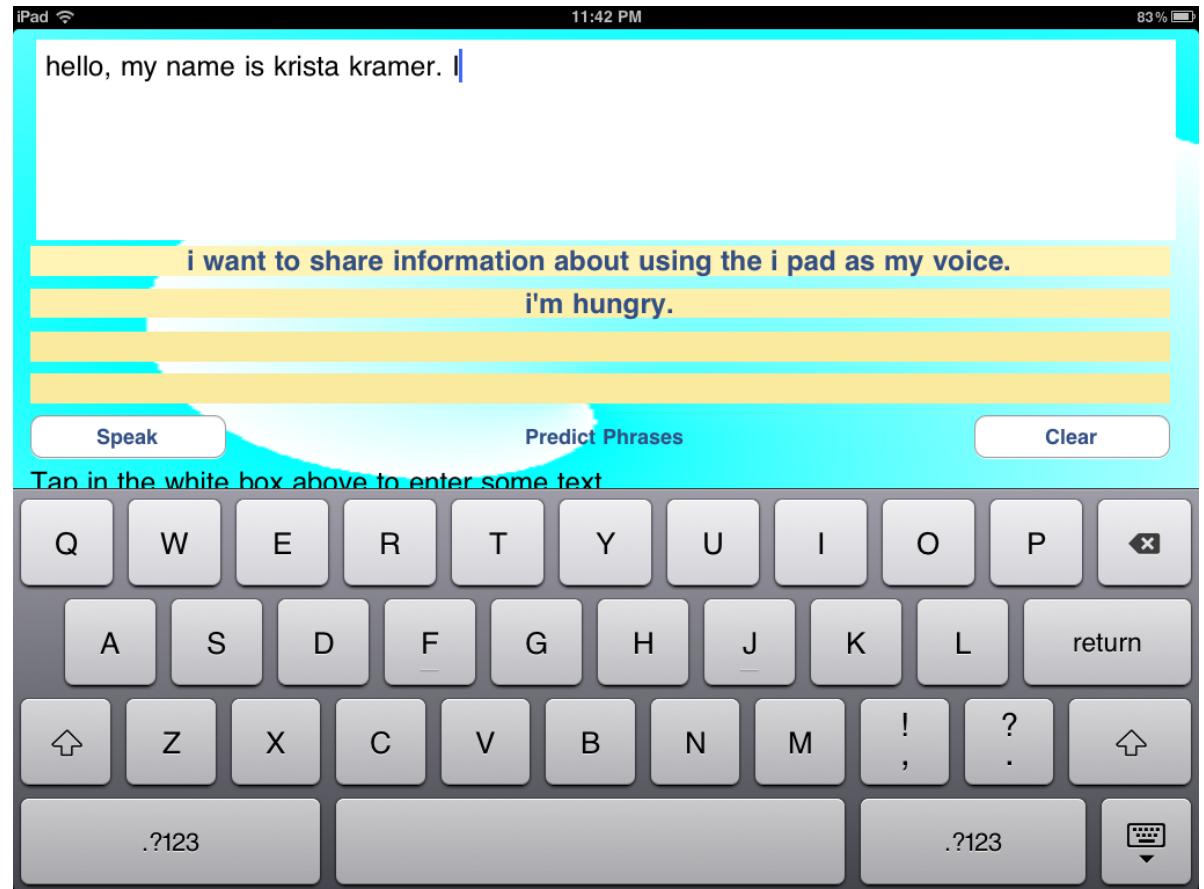 iPad 11:42 PM 83%
hello, my name is krista kramer. I
i want to share information about using the i pad as my voice.
i'm hungry.
Speak Predict Phrases Clear
Tap in the white box above to enter some text
Q W E R T Y U I O P
A S D F G H J K L return
Z X C V B N M ! , ? .
.?123 .?123